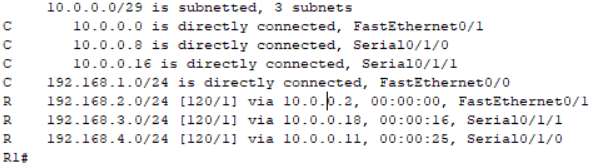 10.0.0.0/29 is subnetted, 3 subnets
C 10.0.0.0 is directly connected, FastEthernet0/1
C 10.0.0.8 is directly connected, Serial0/1/0
C 10.0.0.16 is directly connected, Serial0/1/1
C 192.168.1.0/24 is directly connected, FastEthernet0/0
R 192.168.2.0/24 [120/1] via 10.0.0.2, 00:00:00, FastEthernet0/1
R 192.168.3.0/24 [120/1] via 10.0.0.18, 00:00:16, Serial0/1/1
R 192.168.4.0/24 [120/1] via 10.0.0.11, 00:00:25, Serial0/1/0
R1#